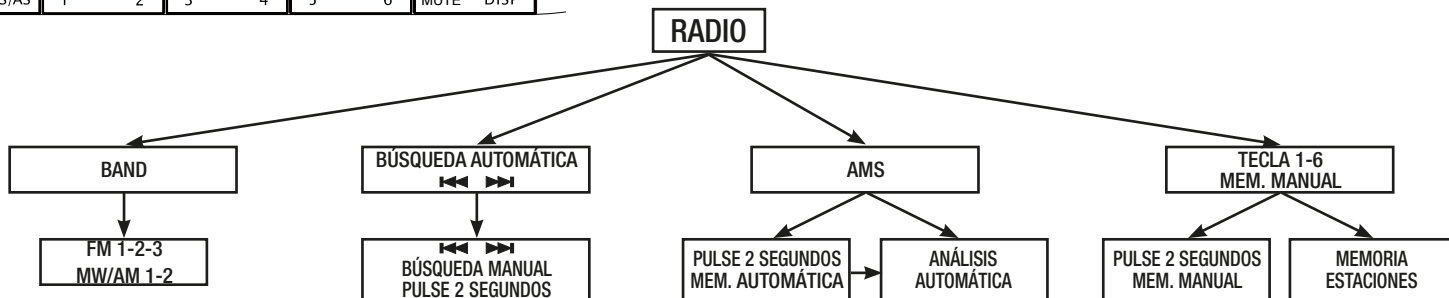 S/AS 1 2 3 4 5 6 MUTE DISP
RADIO
BAND
BÚSQUEDA AUTOMÁTICA
AMS
TECLA 1-6
MEM. MANUAL
FM 1-2-3
MW/AM 1-2
BÚSQUEDA MANUAL
PULSE 2 SEGUNDOS
PULSE 2 SEGUNDOS
MEM. AUTOMÁTICA
ANÁLISIS
AUTOMÁTICA
PULSE 2 SEGUNDOS
MEM. MANUAL
MEMORIA
ESTACIONES